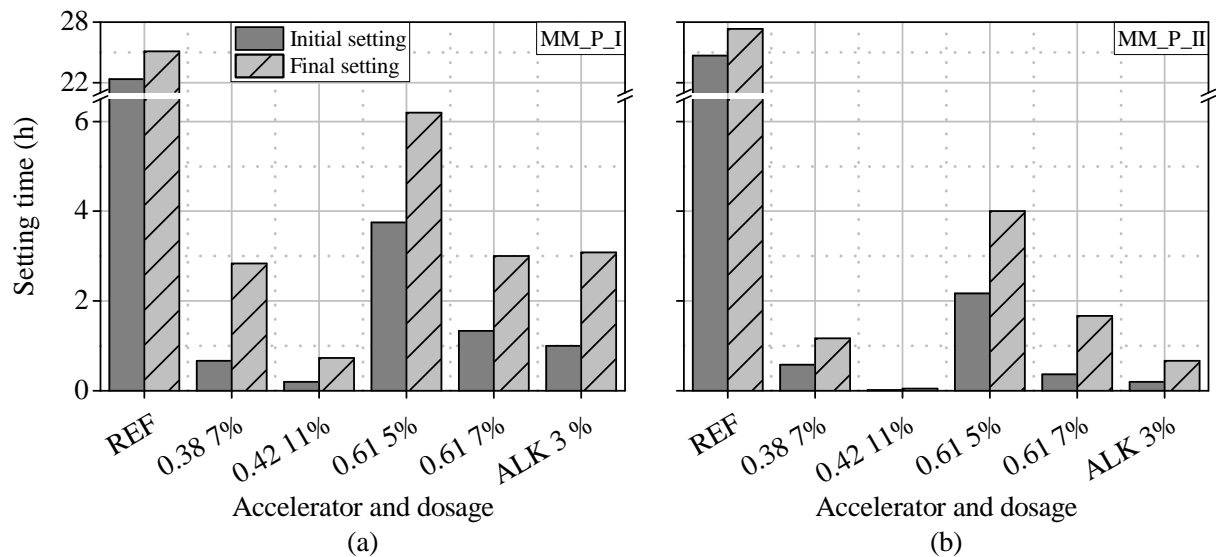 28
22
6
4
2
0
Setting time (h)
Initial setting
Final setting
MM_P_I
REF
0.38 7%
0.42 11%
0.61 5%
0.61 7%
ALK 3 %
Accelerator and dosage
(a)
MM_P_II
REF
0.38 7%
0.42 11%
0.61 5%
0.61 7%
ALK 3%
Accelerator and dosage
(b)